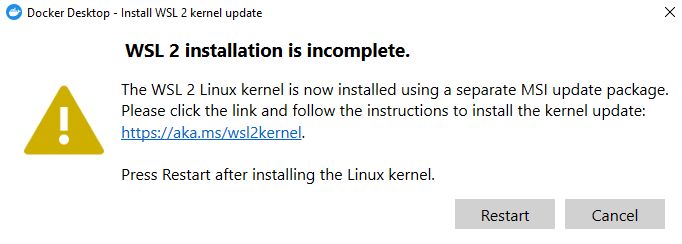 Docker Desktop - Install WSL 2 kernel update
WSL 2 installation is incomplete.
The WSL 2 Linux kernel is now installed using a separate MSI update package.
Please click the link and follow the instructions to install the kernel update:
https://aka.ms/wsl2kernel.
Press Restart after installing the Linux kernel.
Restart
Cancel